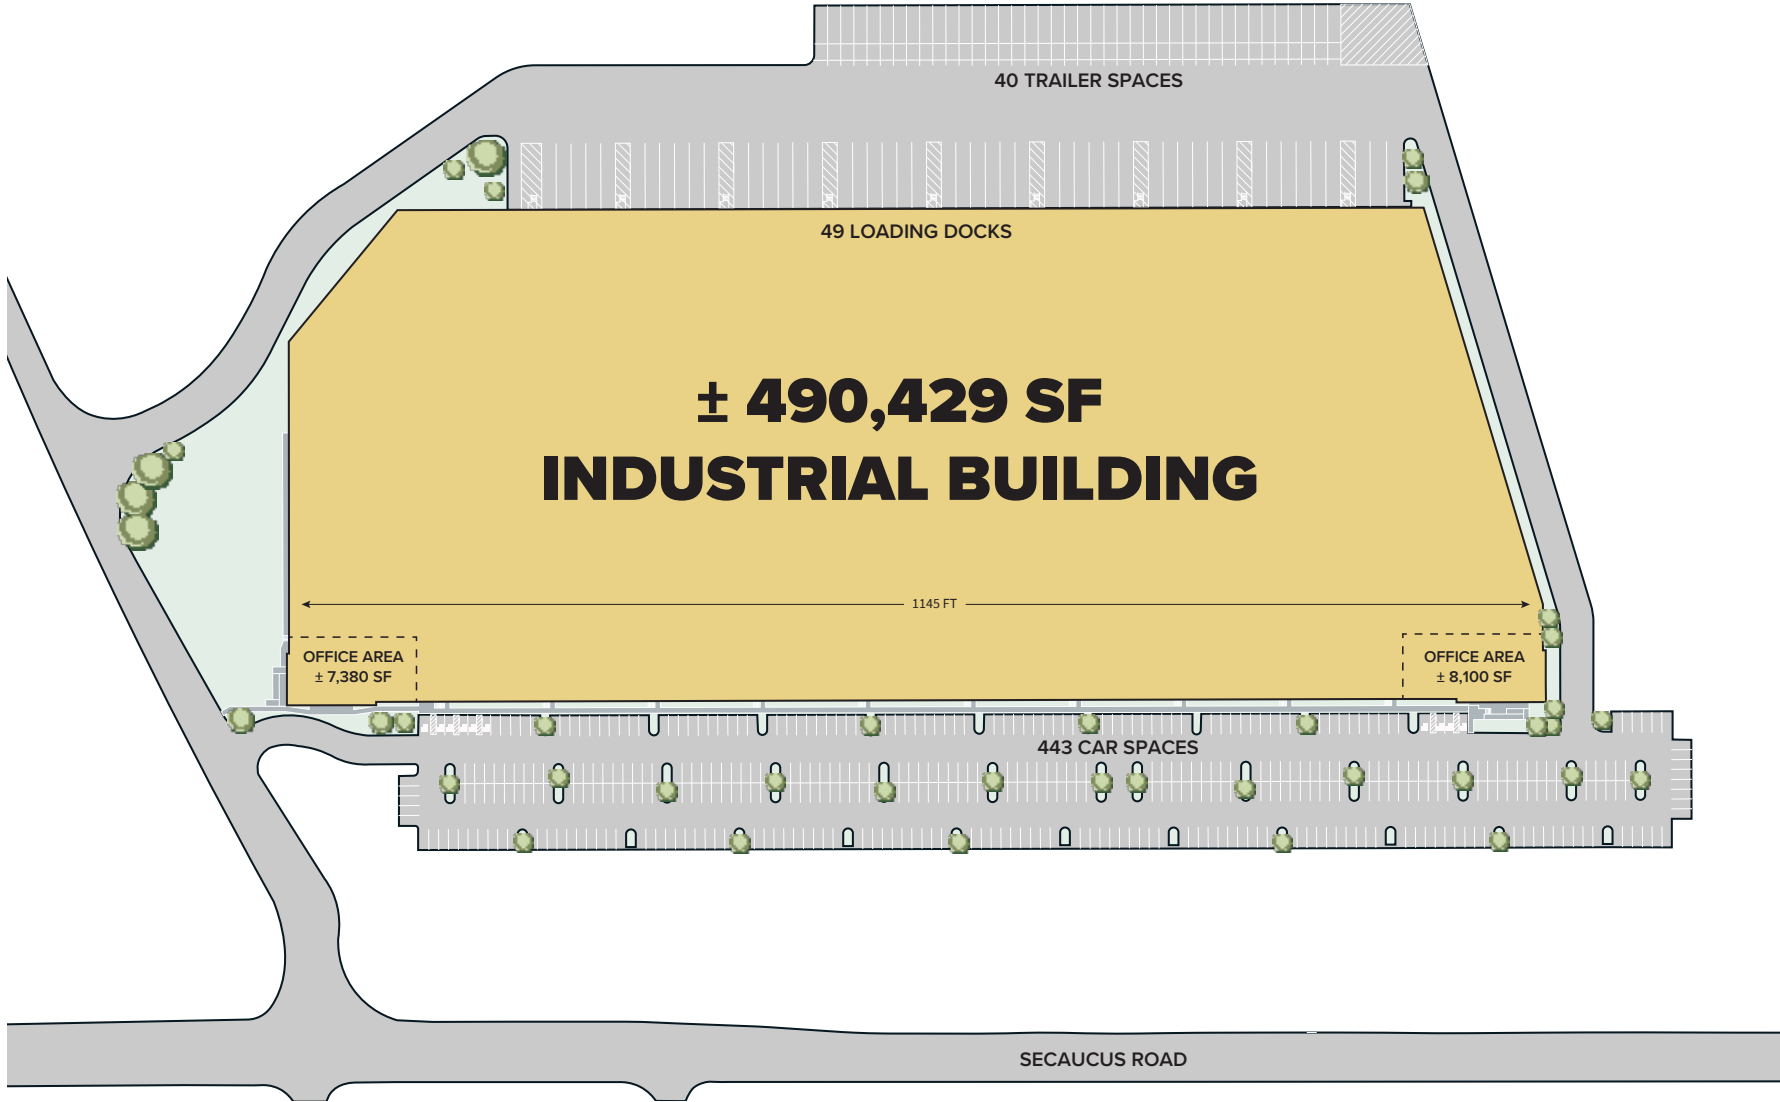 40 TRAILER SPACES
49 LOADING DOCKS
± 490,429 SF
INDUSTRIAL BUILDING
1145 FT
OFFICE AREA
± 7,380 SF
OFFICE AREA
± 8,100 SF
443 CAR SPACES
SECAUCUS ROAD